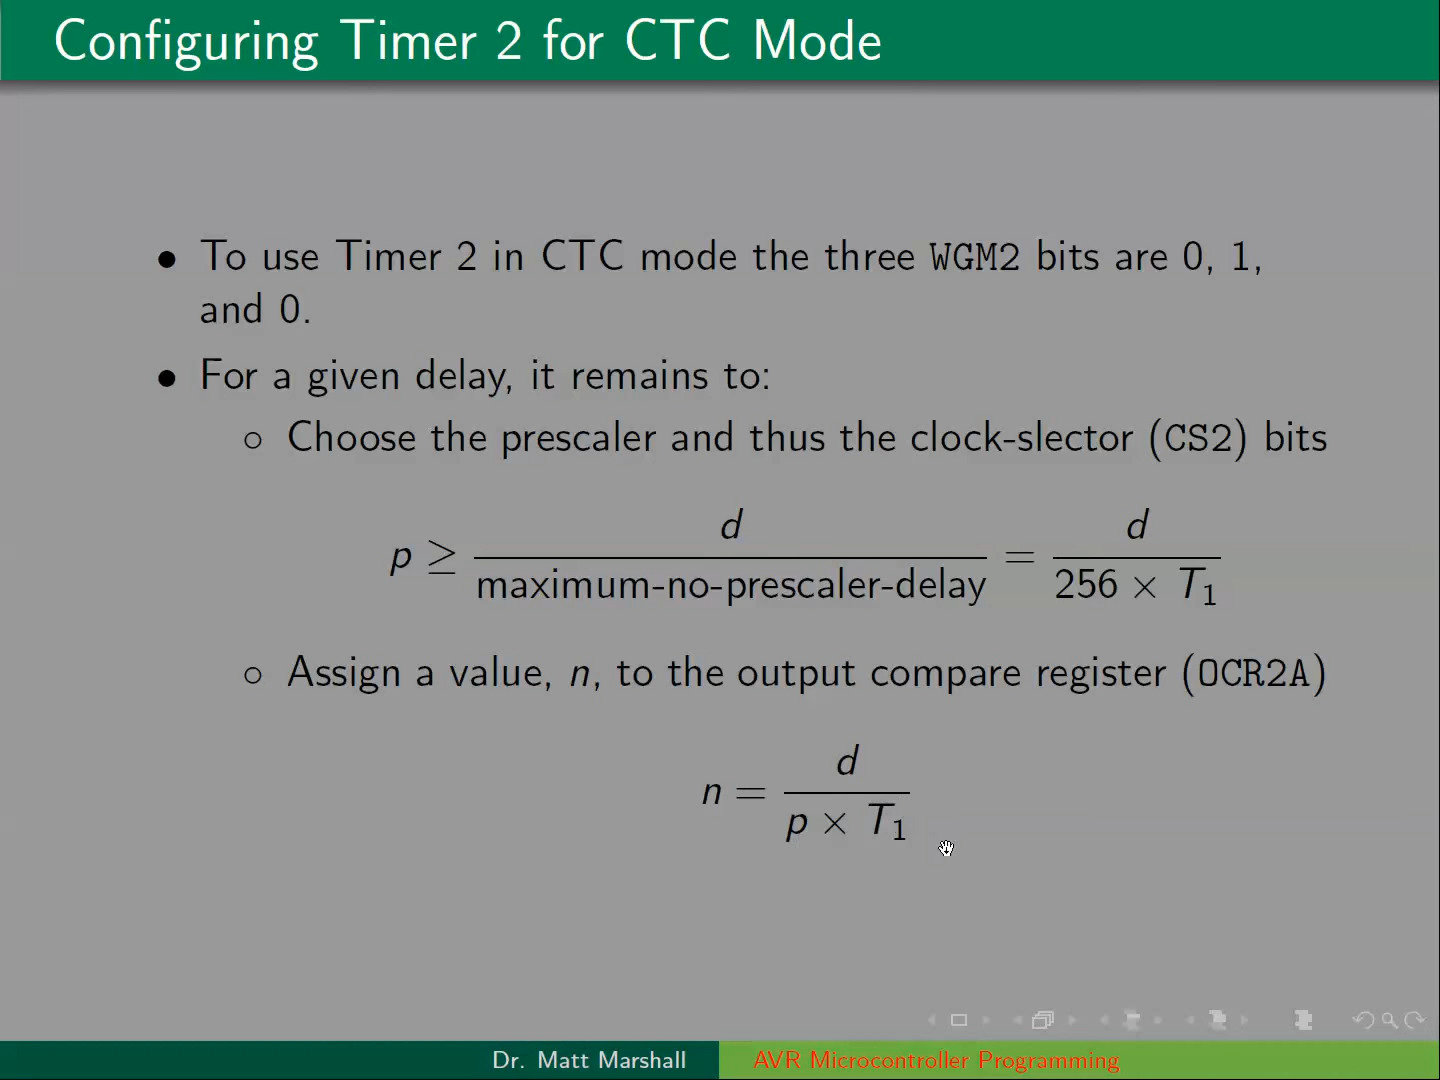 Configuring Timer 2 for CTC Mode
• To use Timer 2 in CTC mode the three WGM2 bits are 0, 1,
and 0.
• For a given delay, it remains to:
◦ Choose the prescaler and thus the clock-slector (CS2) bits
p ≥ d / maximum-no-prescaler-delay = d / 256 × T₁
◦ Assign a value, n, to the output compare register (OCR2A)
n = d / p × T₁
Dr. Matt Marshall AVR Microcontroller Programming